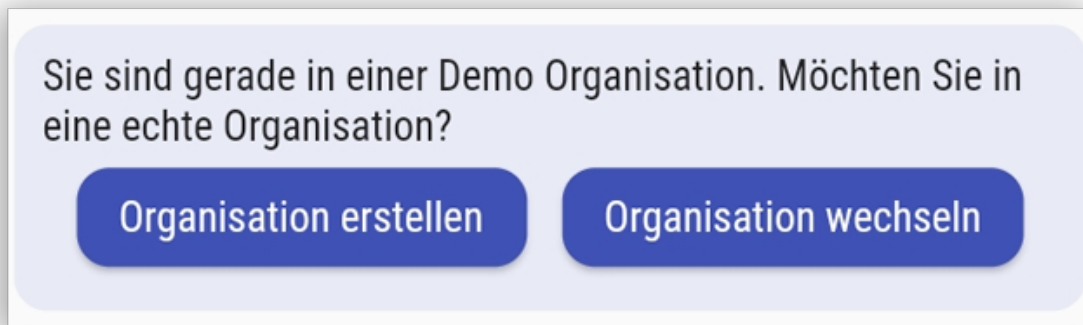 Sie sind gerade in einer Demo Organisation. Möchten Sie in
eine echte Organisation?
Organisation erstellen
Organisation wechseln